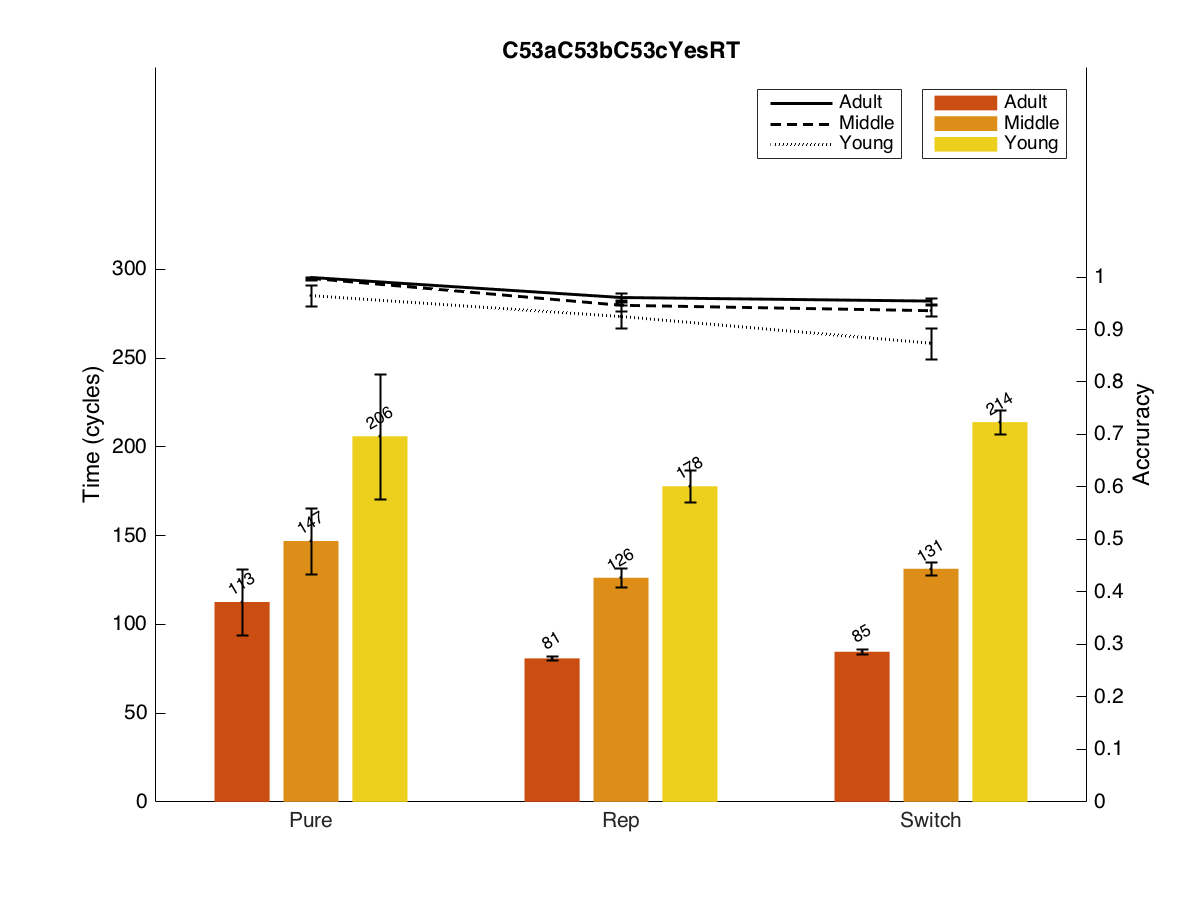 C53aC53bC53cYesRT
Adult
Middle
Young
Adult
Middle
Young
Time (cycles)
300
250
200
150
100
50
0
1
0.9
0.8
0.7
0.6
0.5
0.4
0.3
0.2
0.1
0
Accruracy
113
147
206
81
126
178
85
131
214
Pure
Rep
Switch